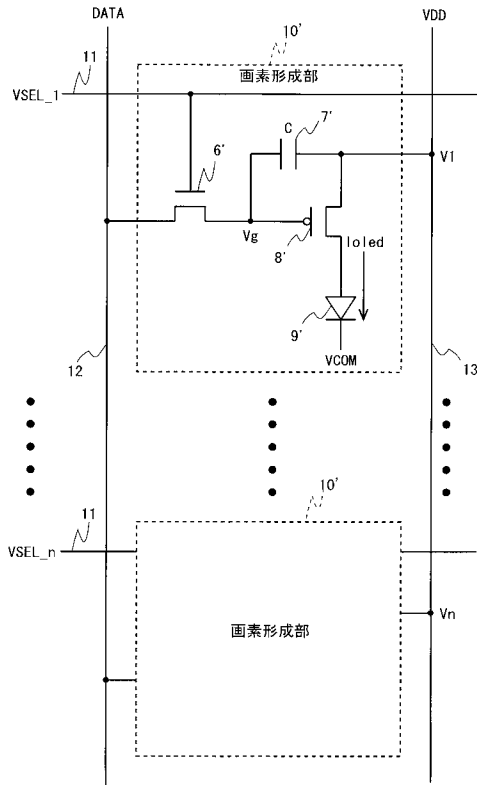 DATA
VDD
10'
11
画素形成部
VSEL_1
C
7'
6'
V1
Vg
8'
Ioled
9'
VCOM
12
13
10'
11
VSEL_n
画素形成部
Vn